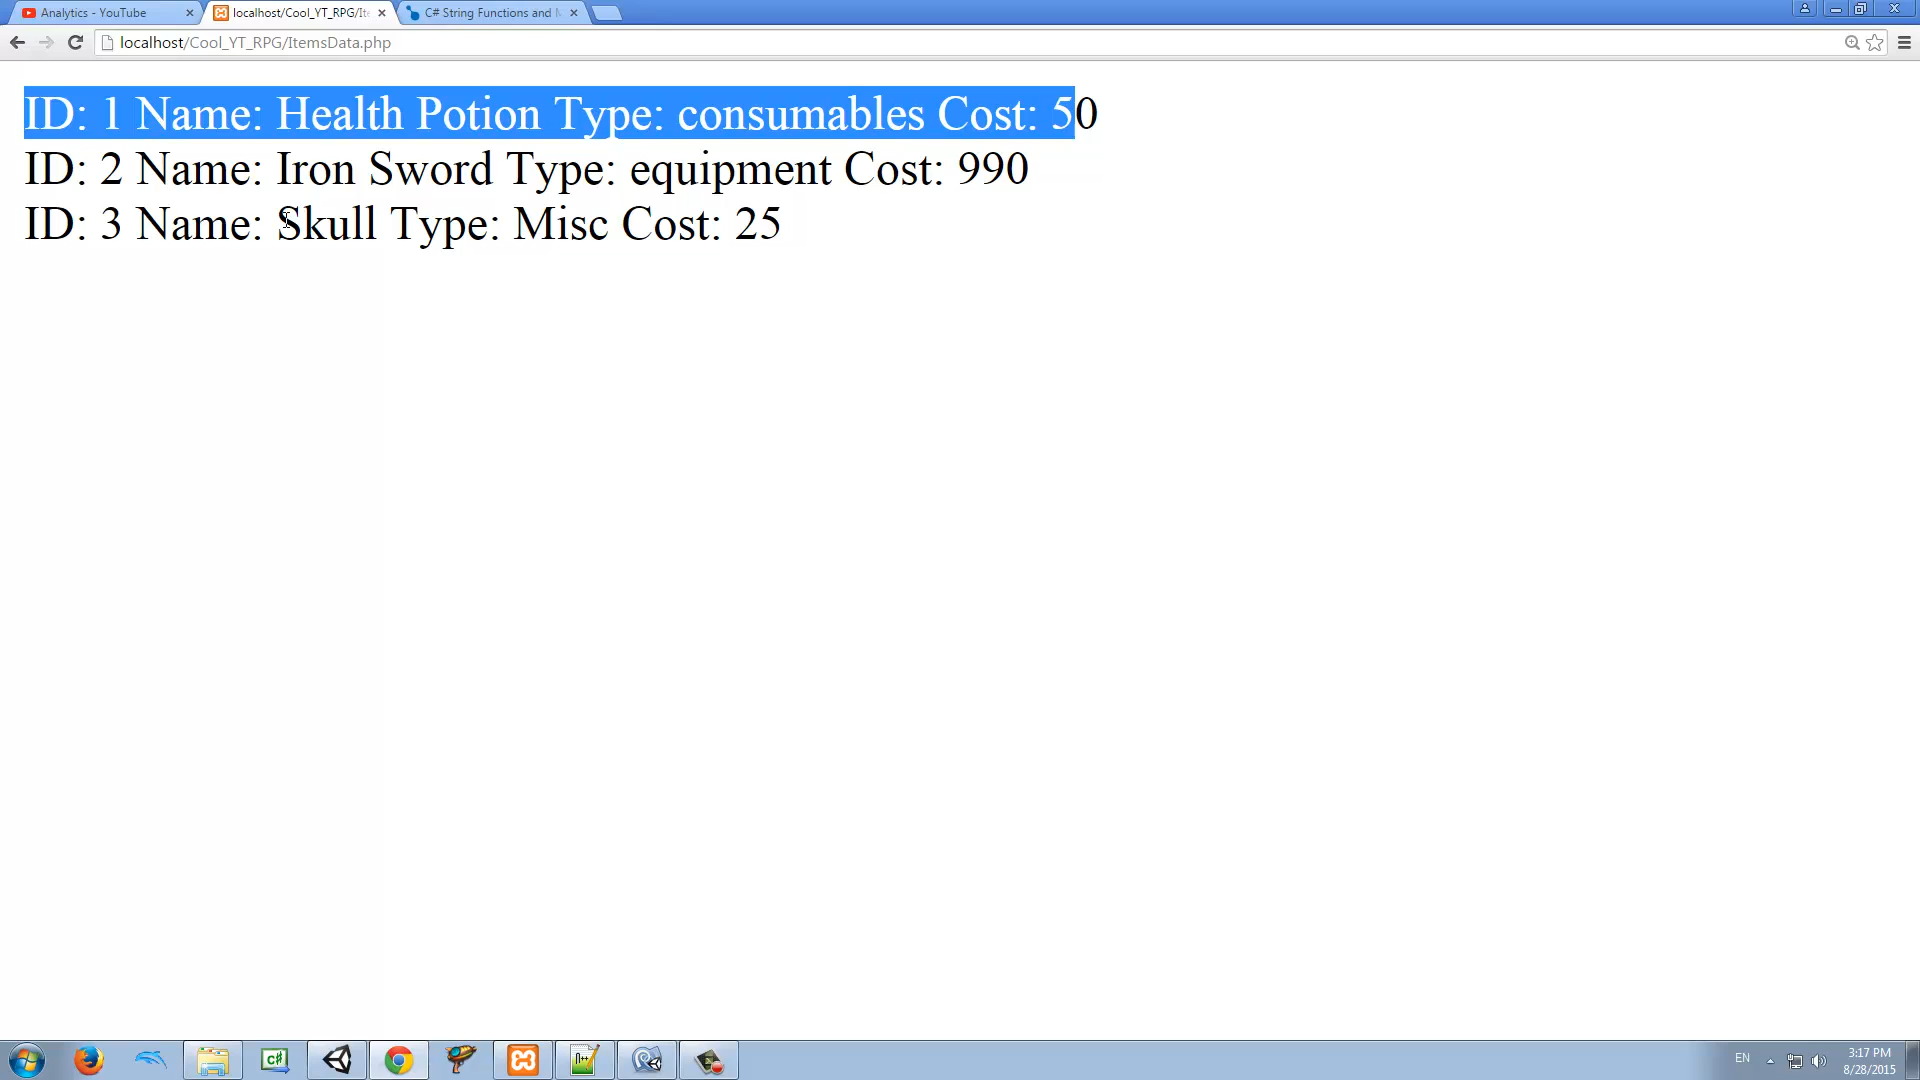 Analytics - YouTube
localhost/Cool_YT_RPG/It
C# String Functions and
localhost/Cool_YT_RPG/ItemsData.php
ID: 1 Name: Health Potion Type: consumables Cost: 50
ID: 2 Name: Iron Sword Type: equipment Cost: 990
ID: 3 Name: Skull Type: Misc Cost: 25
C#
n++
EN
3:17 PM
8/28/2015